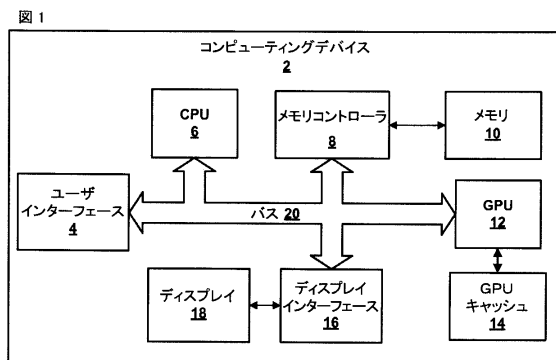 図 1
コンピューティングデバイス
2
CPU
6
メモリコントローラ
8
メモリ
10
ユーザ
インターフェース
4
バス 20
GPU
12
ディスプレイ
18
ディスプレイ
インターフェース
16
GPU
キャッシュ
14